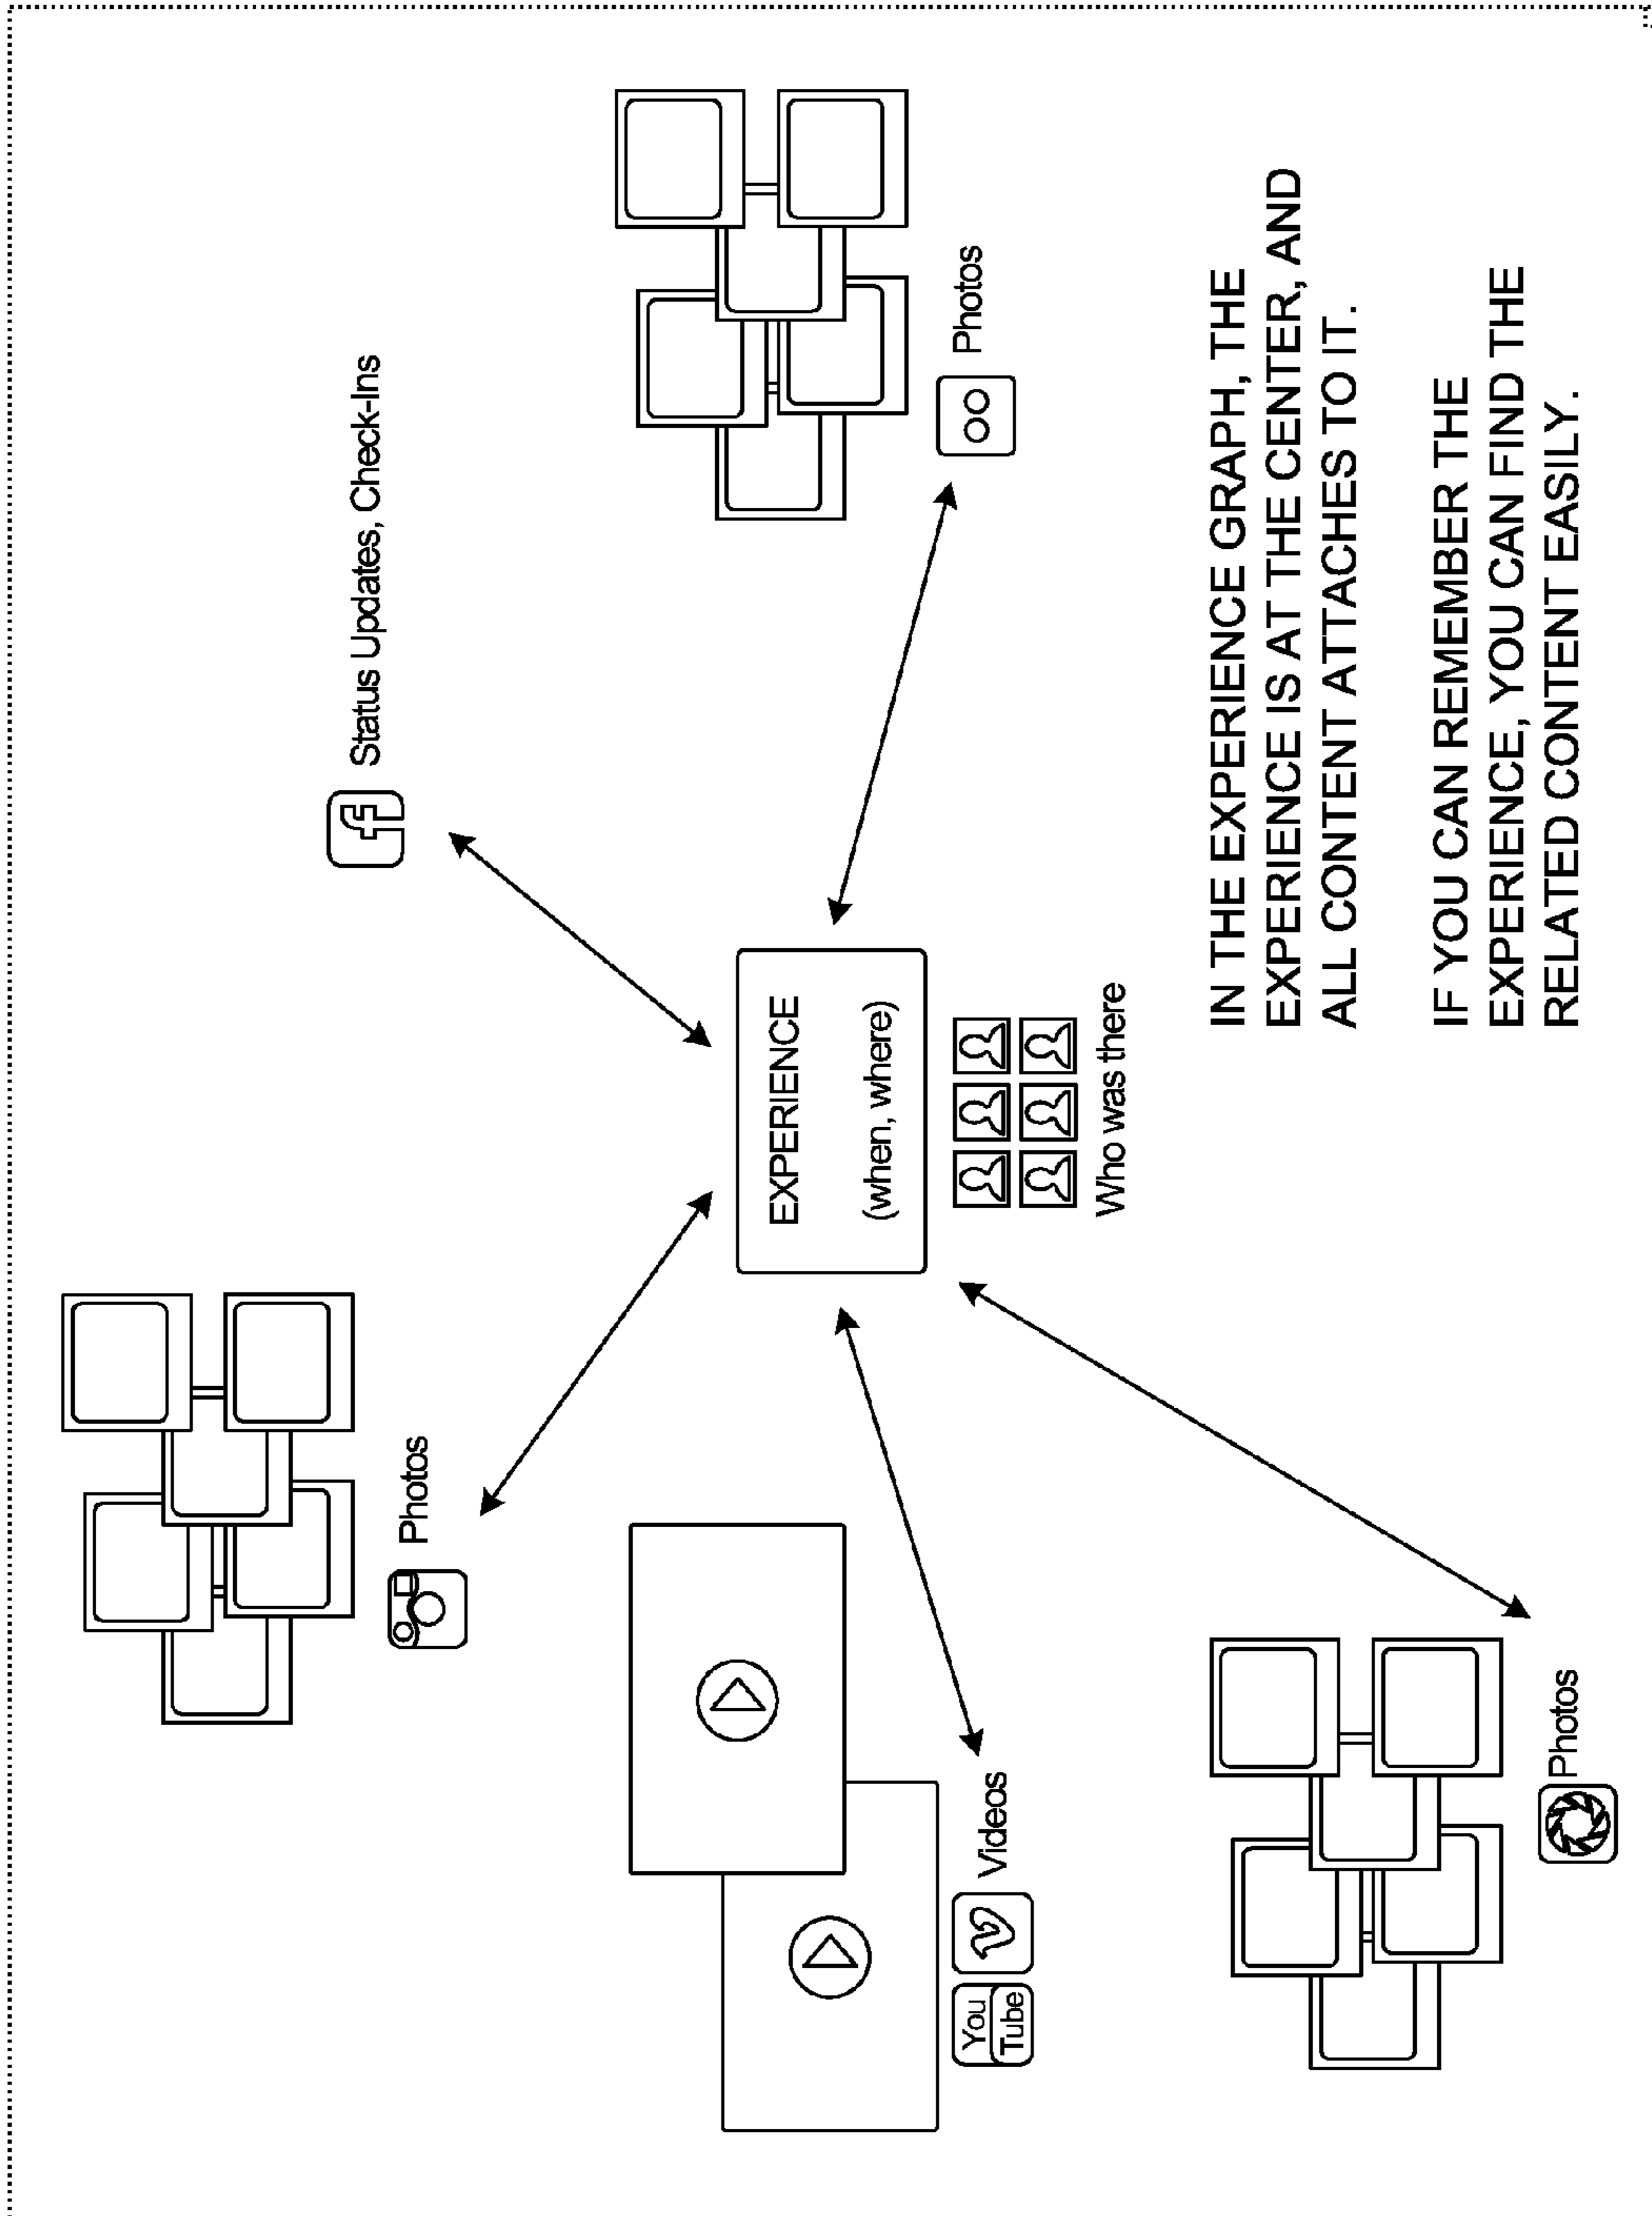 Photos
f
Status Updates, Check-Ins
Videos
You
Tube
EXPERIENCE
(when, where)
Who was there
Photos
Photos
IN THE EXPERIENCE GRAPH, THE
EXPERIENCE IS AT THE CENTER, AND
ALL CONTENT ATTACHES TO IT.
IF YOU CAN REMEMBER THE
EXPERIENCE, YOU CAN FIND THE
RELATED CONTENT EASILY.